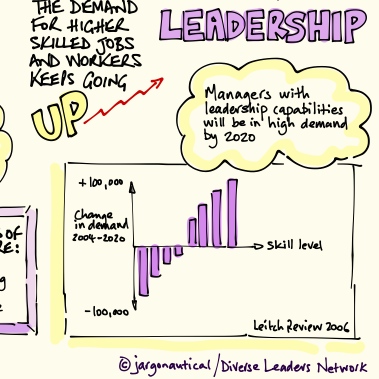 THE DEMAND
FOR HIGHER
SKILLED JOBS
AND WORKERS
KEEPS GOING
UP
LEADERSHIP
Managers with
leadership capabilities
will be in high demand
by 2020
+100,000
Change
in demand
2004-2020
-100,000
Skill level
Leitch Review 2006
OF
RE:
© jargonautical / Diverse Leaders Network